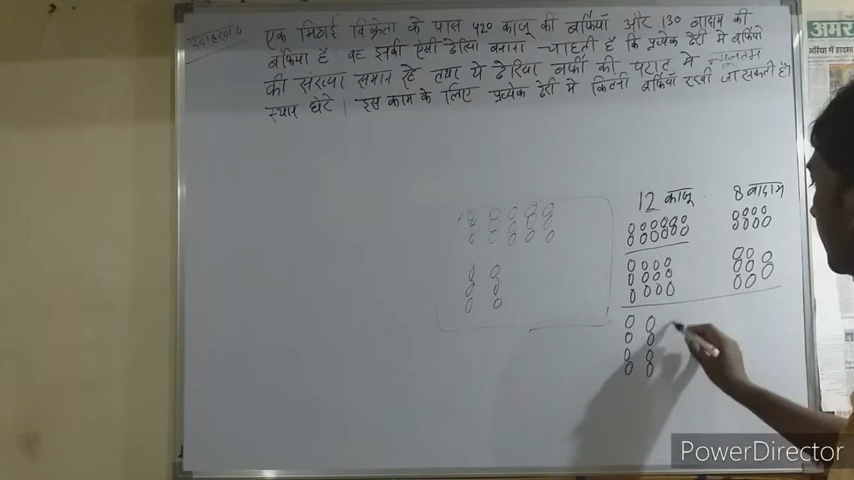 उदाहरण 4
एक मिठाई विक्रेता के पास 420 काजू की बर्फियाँ और 130 बादाम की
बर्फियां है वह इनकी ऐसी ढेरियां बनाना चाहती है कि प्रत्येक ढेरी मे बर्फियो
की संख्या समान रहे तथा ये ढेरिया बर्फी की परात मे न्यूनतम
स्थान घेरे। इस काम के लिए प्रत्येक ढेरी मे कितनी बर्फियाँ रखी जा सकती है।
12 काजू 8 बादाम
अमर
PowerDirector